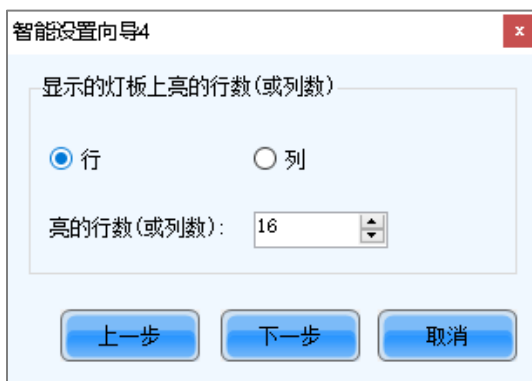 智能设置向导4
x
显示的灯板上亮的行数(或列数)
行 列
亮的行数(或列数): 16
上一步 下一步 取消